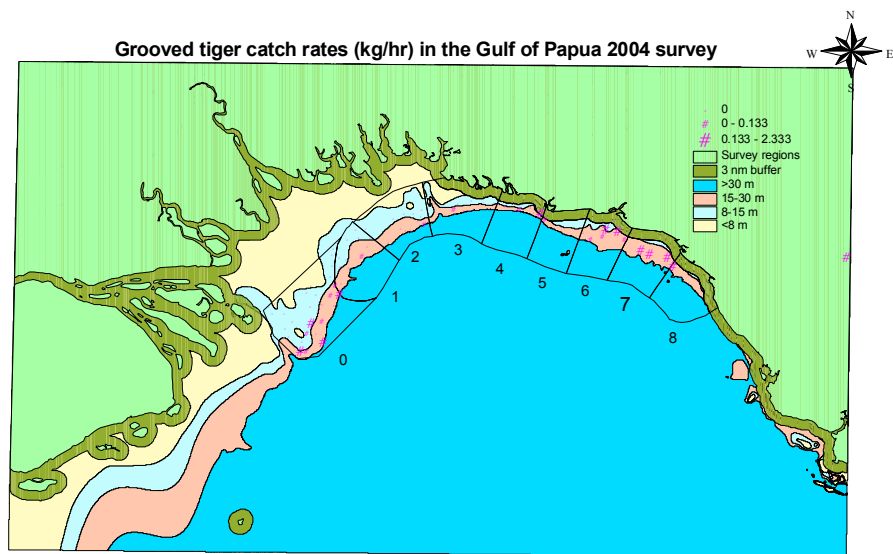 Grooved tiger catch rates (kg/hr) in the Gulf of Papua 2004 survey
N
W
E
S
0
# 0 - 0.133
# 0.133 - 2.333
Survey regions
3 nm buffer
>30 m
15-30 m
8-15 m
<8 m
2
3
4
5
6
7
1
8
0